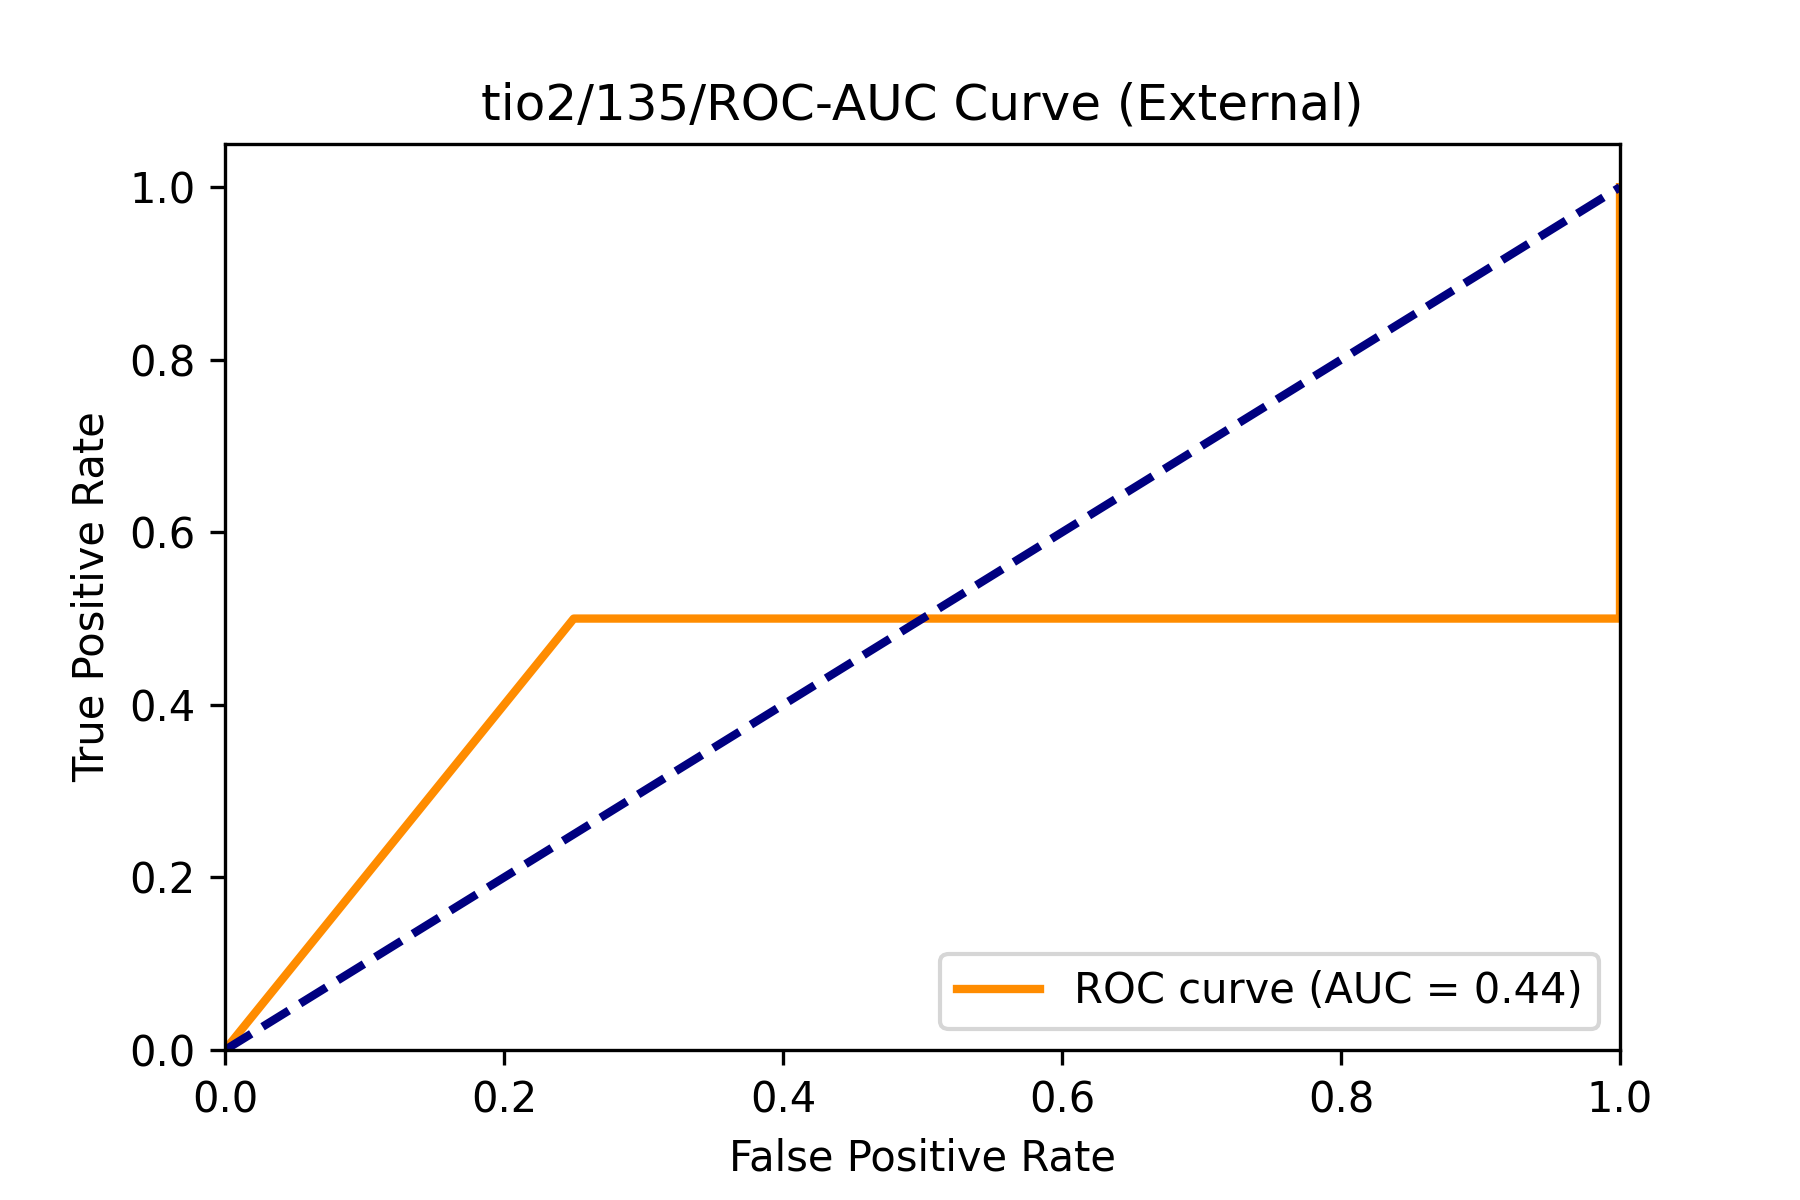 tio2/135/ROC-AUC Curve (External)
1.0
0.8
0.6
0.4
0.2
0.0
True Positive Rate
ROC curve (AUC = 0.44)
0.0 0.2 0.4 0.6 0.8 1.0
False Positive Rate